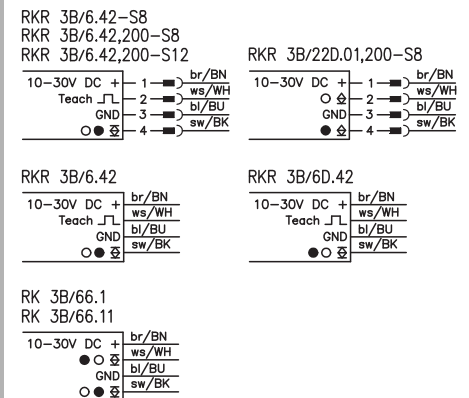 RKR 3B/6.42-S8
RKR 3B/6.42,200-S8
RKR 3B/6.42,200-S12
10-30V DC + 1 br/BN
Teach 2 ws/WH
GND 3 bl/BU
4 sw/BK
RKR 3B/22D.01,200-S8
10-30V DC + 1 br/BN
2 ws/WH
GND 3 bl/BU
4 sw/BK
RKR 3B/6.42
10-30V DC + br/BN
Teach ws/WH
GND bl/BU
sw/BK
RKR 3B/6D.42
10-30V DC + br/BN
Teach ws/WH
GND bl/BU
sw/BK
RK 3B/66.1
RK 3B/66.11
10-30V DC + br/BN
ws/WH
GND bl/BU
sw/BK